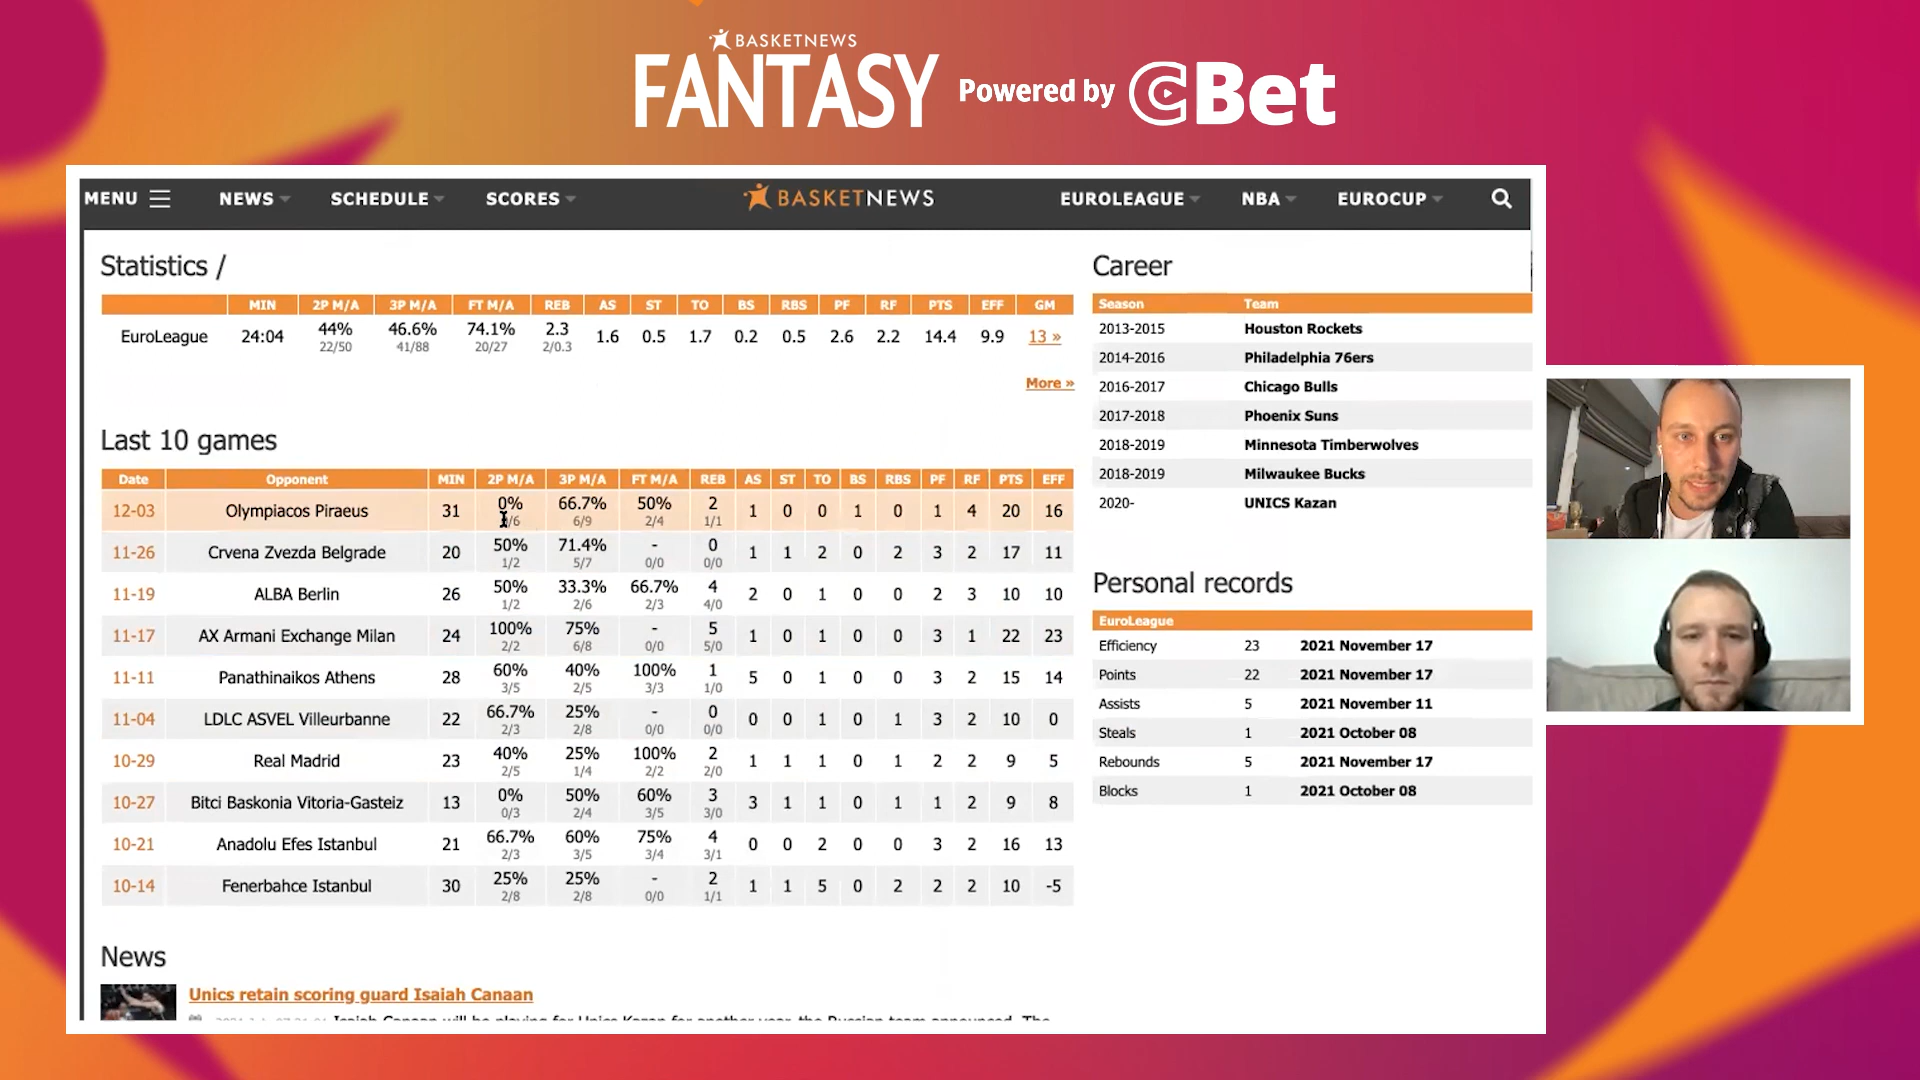 BASKETNEWS
FANTASY Powered by CBet
MENU NEWS SCHEDULE SCORES BASKETNEWS EUROLEAGUE NBA EUROCUP
Statistics /
MIN 2P M/A 3P M/A FT M/A REB AS ST TO BS RBS PF RF PTS EFF GM
EuroLeague 24:04 44% 46.6% 74.1% 2.3 1.6 0.5 1.7 0.2 0.5 2.6 2.2 14.4 9.9 13 »
22/50 41/88 20/27 2/0.3
More »
Last 10 games
Date Opponent MIN 2P M/A 3P M/A FT M/A REB AS ST TO BS RBS PF RF PTS EFF
12-03 Olympiacos Piraeus 31 0% 66.7% 50% 2 1 0 0 1 0 1 4 20 16
/6 6/9 2/4 1/1
11-26 Crvena Zvezda Belgrade 20 50% 71.4% - 0 1 1 2 0 2 3 2 17 11
1/2 5/7 0/0 0/0
11-19 ALBA Berlin 26 50% 33.3% 66.7% 4 2 0 1 0 0 2 3 10 10
1/2 2/6 2/3 4/0
11-17 AX Armani Exchange Milan 24 100% 75% - 5 1 0 1 0 0 3 1 22 23
2/2 6/8 0/0 5/0
11-11 Panathinaikos Athens 28 60% 40% 100% 1 5 0 1 0 0 3 2 15 14
3/5 2/5 3/3 1/0
11-04 LDLC ASVEL Villeurbanne 22 66.7% 25% - 0 0 0 1 0 1 3 2 10 0
2/3 2/8 0/0 0/0
10-29 Real Madrid 23 40% 25% 100% 2 1 1 1 0 1 2 2 9 5
2/5 1/4 2/2 2/0
10-27 Bitci Baskonia Vitoria-Gasteiz 13 0% 50% 60% 3 3 1 1 0 1 1 2 9 8
0/3 2/4 3/5 3/0
10-21 Anadolu Efes Istanbul 21 66.7% 60% 75% 4 0 0 2 0 0 3 2 16 13
2/3 3/5 3/4 3/1
10-14 Fenerbahce Istanbul 30 25% 25% - 2 1 1 5 0 2 2 2 10 -5
2/8 2/8 0/0 1/1
News
Unics retain scoring guard Isaiah Canaan
Isaiah Canaan will be playing for Unics Kazan for another year, the Russian team announced. The
Career
Season Team
2013-2015 Houston Rockets
2014-2016 Philadelphia 76ers
2016-2017 Chicago Bulls
2017-2018 Phoenix Suns
2018-2019 Minnesota Timberwolves
2018-2019 Milwaukee Bucks
2020- UNICS Kazan
Personal records
EuroLeague
Efficiency 23 2021 November 17
Points 22 2021 November 17
Assists 5 2021 November 11
Steals 1 2021 October 08
Rebounds 5 2021 November 17
Blocks 1 2021 October 08